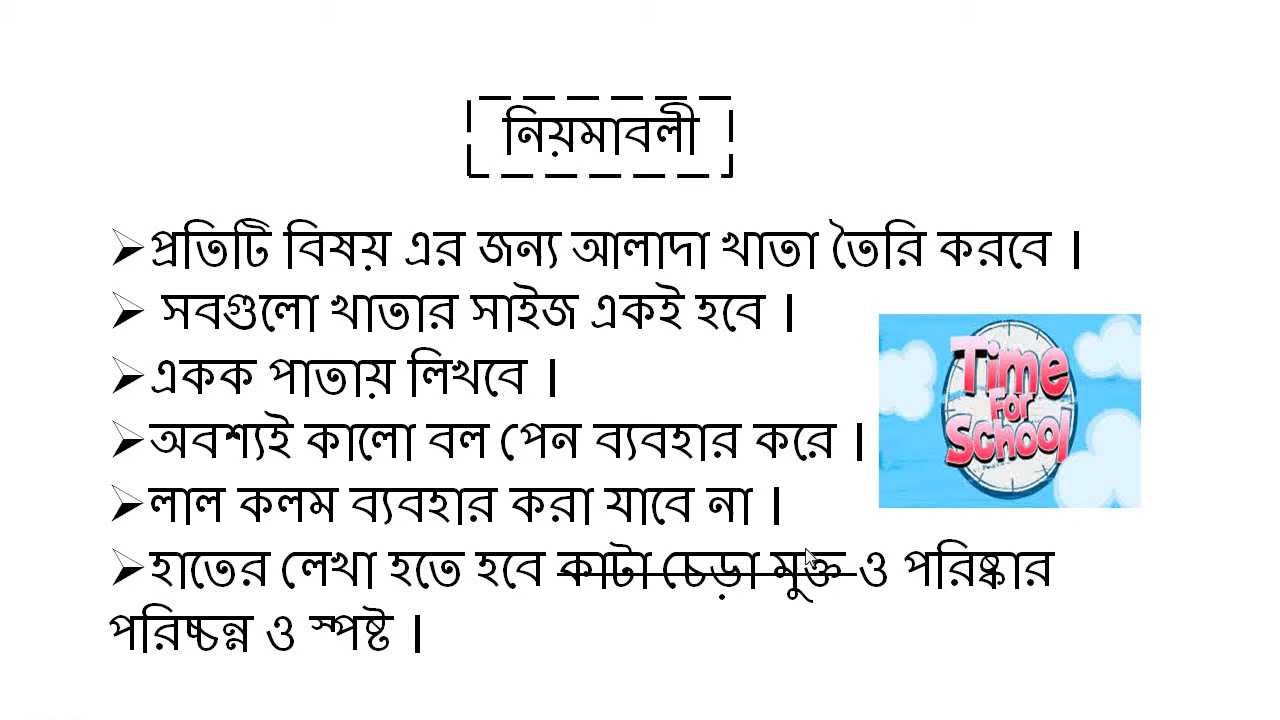 নিয়মাবলী
প্রতিটি বিষয় এর জন্য আলাদা খাতা তৈরি করবে ।
সবগুলো খাতার সাইজ একই হবে ।
একক পাতায় লিখবে ।
অবশ্যই কালো বল পেন ব্যবহার করে ।
লাল কলম ব্যবহার করা যাবে না ।
হাতের লেখা হতে হবে কাটা চেড়া মুক্ত ও পরিষ্কার
পরিচ্চন্ন ও স্পষ্ট ।
Time
For
School